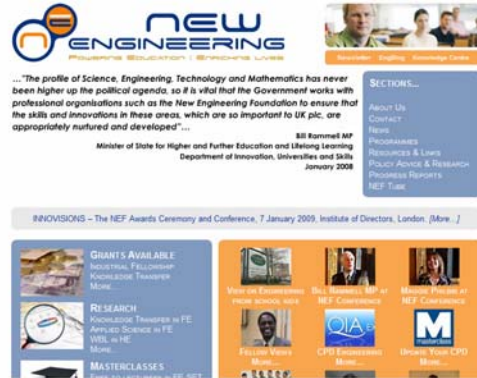 new
ENGINEERING
POWERING EDUCATION : ENRICHING LIVES
Newsletter EngBlog Knowledge Centre
..."The profile of Science, Engineering, Technology and Mathematics has never
been higher up the political agenda, so it is vital that the Government works with
professional organisations such as the New Engineering Foundation to ensure that
the skills and innovations in these areas, which are so important to UK plc, are
appropriately nurtured and developed"...
Bill Rammell MP
Minister of State for Higher and Further Education and Lifelong Learning
Department of Innovation, Universities and Skills
January 2008
SECTIONS...
ABOUT US
CONTACT
NEWS
PROGRAMMES
RESOURCES & LINKS
POLICY ADVICE & RESEARCH
PROGRESS REPORTS
NEF TUBE
INNOVISIONS – The NEF Awards Ceremony and Conference, 7 January 2009, Institute of Directors, London. [More...]
GRANTS AVAILABLE
INDUSTRIAL FELLOWSHIP
KNOWLEDGE TRANSFER
MORE...
RESEARCH
KNOWLEDGE TRANSFER IN FE
APPLIED SCIENCE IN FE
WBL IN HE
MORE...
MASTERCLASSES
VIEW ON ENGINEERING
FROM SCHOOL KIDS
BILL RAMMELL MP AT
NEF CONFERENCE
MAGGIE PHILBIN AT
NEF CONFERENCE
QIA
M
masterclass
FELLOW VIEWS
MORE...
CPD ENGINEERING
MORE...
UPDATE YOUR CPD
MORE...